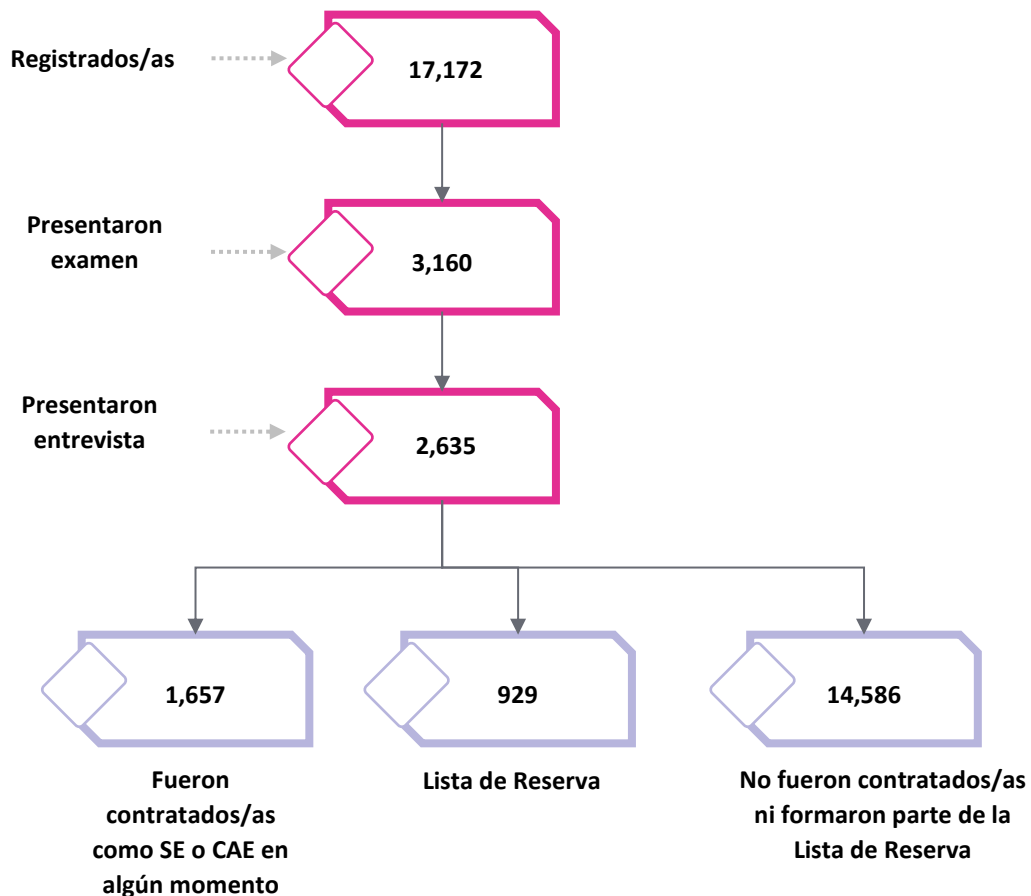 Registrados/as
17,172
Presentaron
examen
3,160
Presentaron
entrevista
2,635
1,657
929
14,586
Fueron
contratados/as
como SE o CAE en
algún momento
Lista de Reserva
No fueron contratados/as
ni formaron parte de la
Lista de Reserva